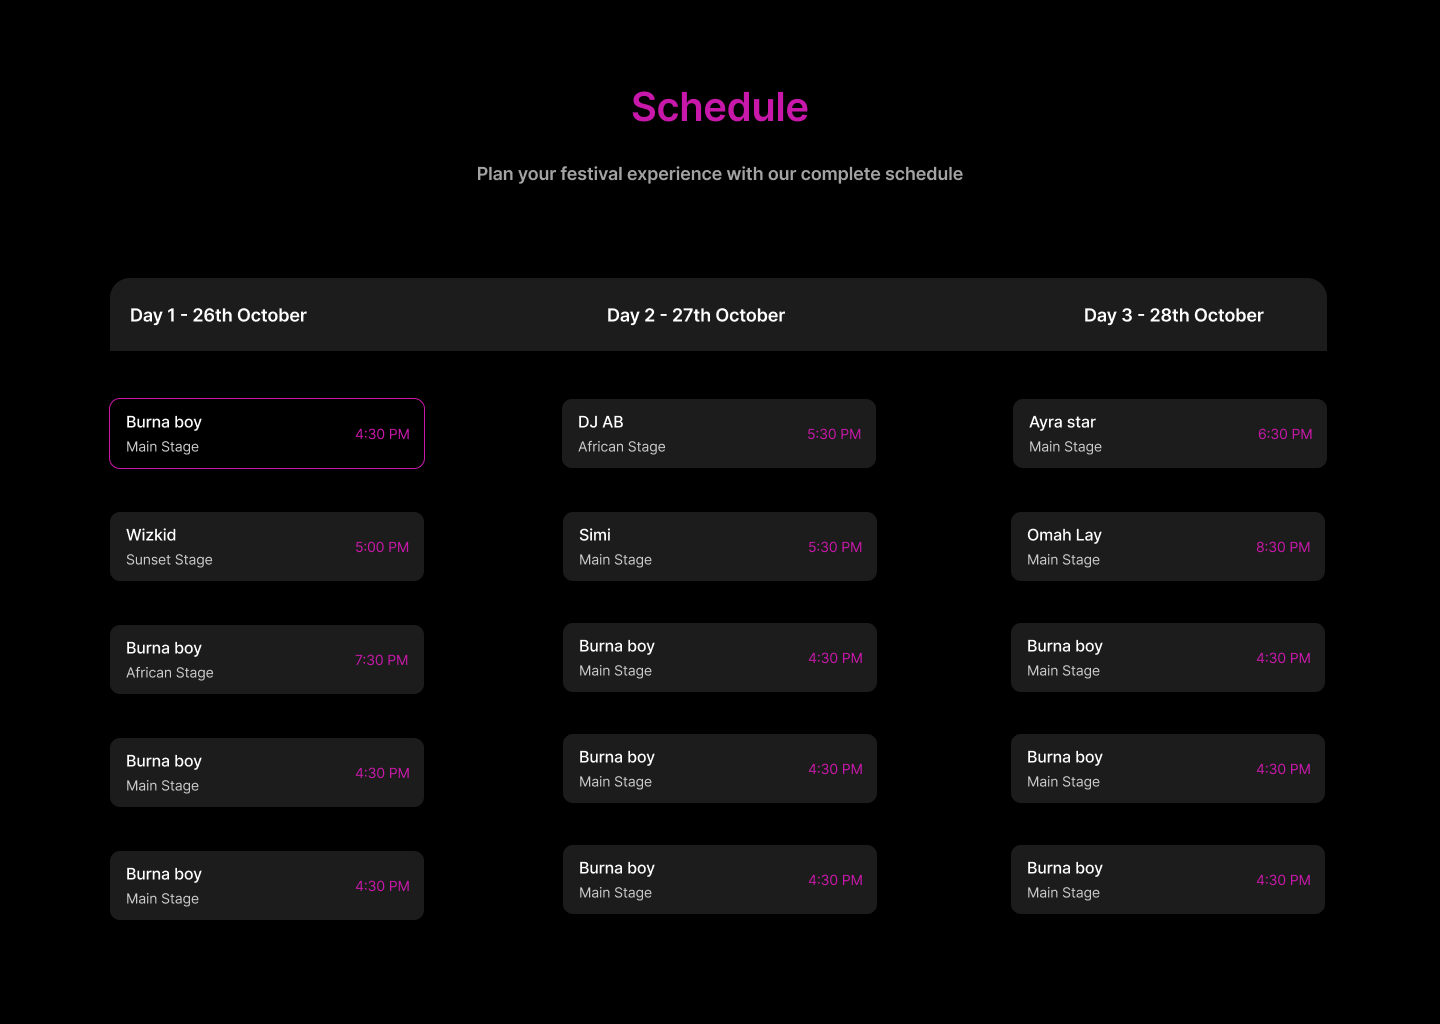 Schedule
Plan your festival experience with our complete schedule
Day 1 - 26th October
Day 2 - 27th October
Day 3 - 28th October
Burna boy
Main Stage
4:30 PM
DJ AB
African Stage
5:30 PM
Ayra star
Main Stage
6:30 PM
Wizkid
Sunset Stage
5:00 PM
Simi
Main Stage
5:30 PM
Omah Lay
Main Stage
8:30 PM
Burna boy
African Stage
7:30 PM
Burna boy
Main Stage
4:30 PM
Burna boy
Main Stage
4:30 PM
Burna boy
Main Stage
4:30 PM
Burna boy
Main Stage
4:30 PM
Burna boy
Main Stage
4:30 PM
Burna boy
Main Stage
4:30 PM
Burna boy
Main Stage
4:30 PM
Burna boy
Main Stage
4:30 PM